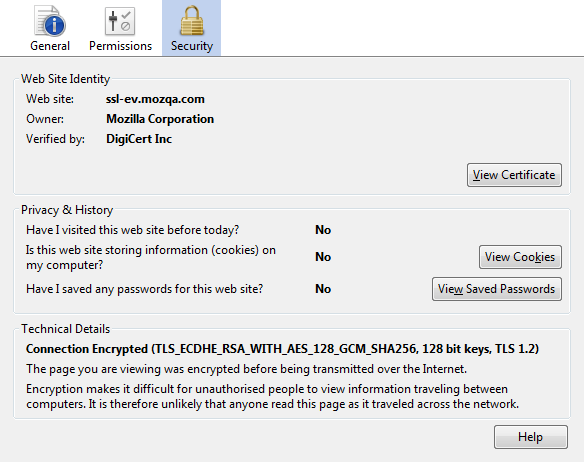 General Permissions Security
Web Site Identity
Web site: ssl-ev.mozqa.com
Owner: Mozilla Corporation
Verified by: DigiCert Inc
View Certificate
Privacy & History
Have I visited this web site before today? No
Is this web site storing information (cookies) on
my computer? No View Cookies
Have I saved any passwords for this web site? No View Saved Passwords
Technical Details
Connection Encrypted (TLS_ECDHE_RSA_WITH_AES_128_GCM_SHA256, 128 bit keys, TLS 1.2)
The page you are viewing was encrypted before being transmitted over the Internet.
Encryption makes it difficult for unauthorised people to view information traveling between
computers. It is therefore unlikely that anyone read this page as it traveled across the network.
Help